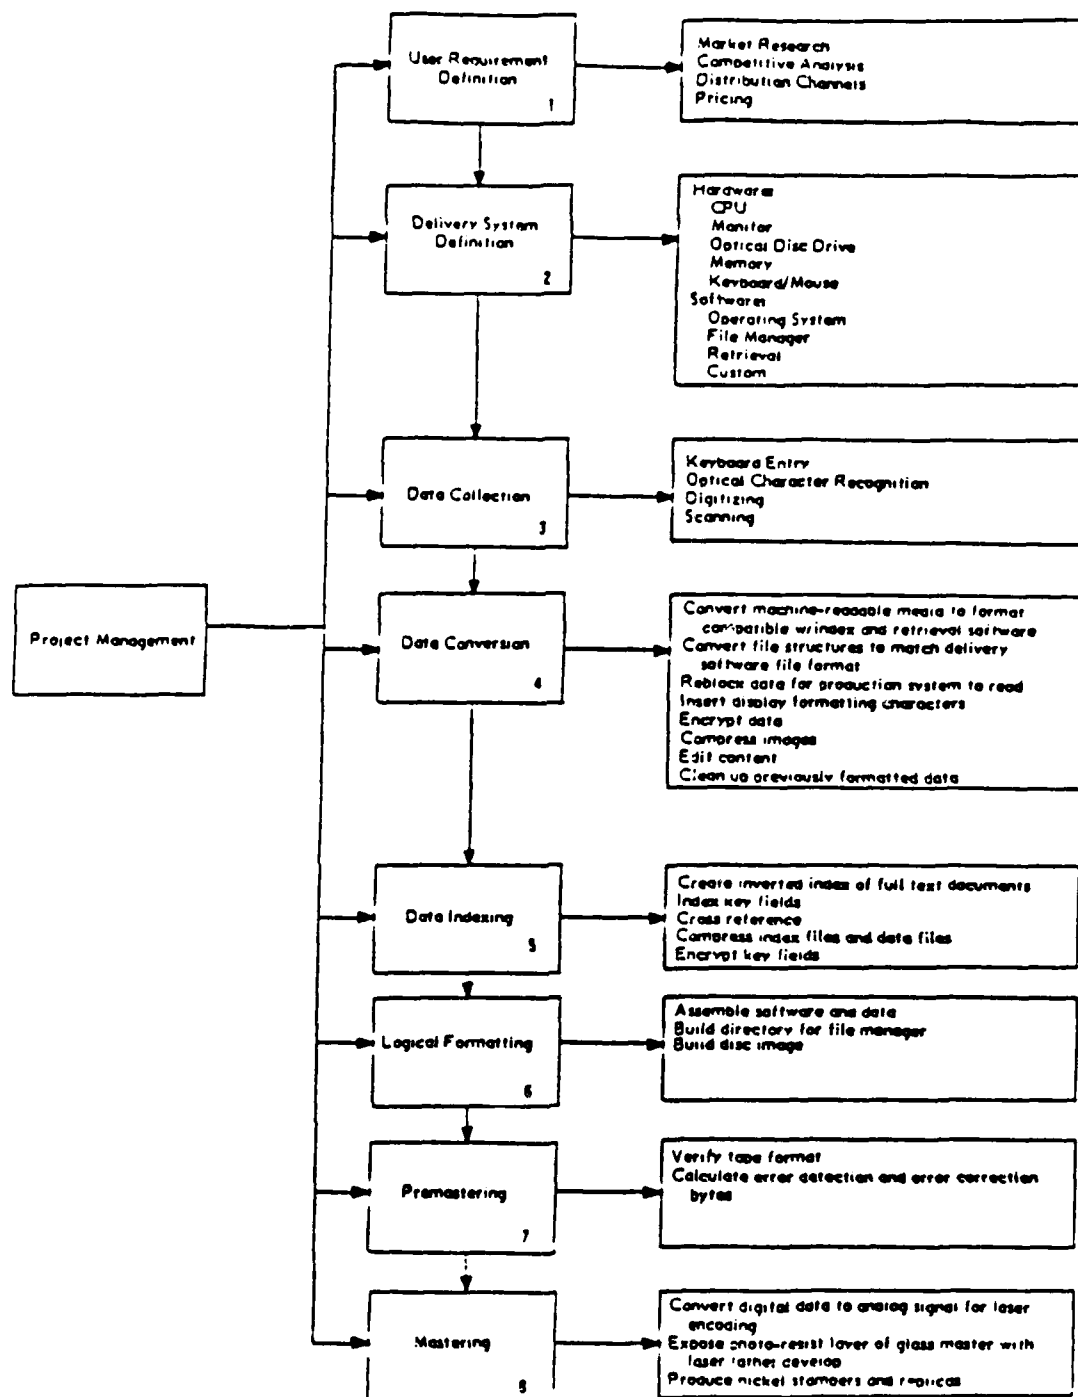 User Requirement
Definition
1
Market Research
Competitive Analysis
Distribution Channels
Pricing
Delivery System
Definition
2
Hardware:
CPU
Monitor
Optical Disc Drive
Memory
Keyboard/Mouse
Software:
Operating System
File Manager
Retrieval
Custom
Data Collection
3
Keyboard Entry
Optical Character Recognition
Digitizing
Scanning
Project Management
Data Conversion
4
Convert machine-readable media to format
compatible w/index and retrieval software
Convert file structures to match delivery
software file format
Reblock data for production system to read
Insert display formatting characters
Encrypt data
Compress images
Edit content
Clean up previously formatted data
Data Indexing
5
Create inverted index of full text documents
Index key fields
Cross reference
Compress index files and data files
Encrypt key fields
Logical Formatting
6
Assemble software and data
Build directory for file manager
Build disc image
Premastering
7
Verify tape format
Calculate error detection and error correction
bytes
Mastering
8
Convert digital data to analog signal for laser
encoding
Expose photo-resist layer of glass master with
laser develop
Produce nickel stampers and replicas